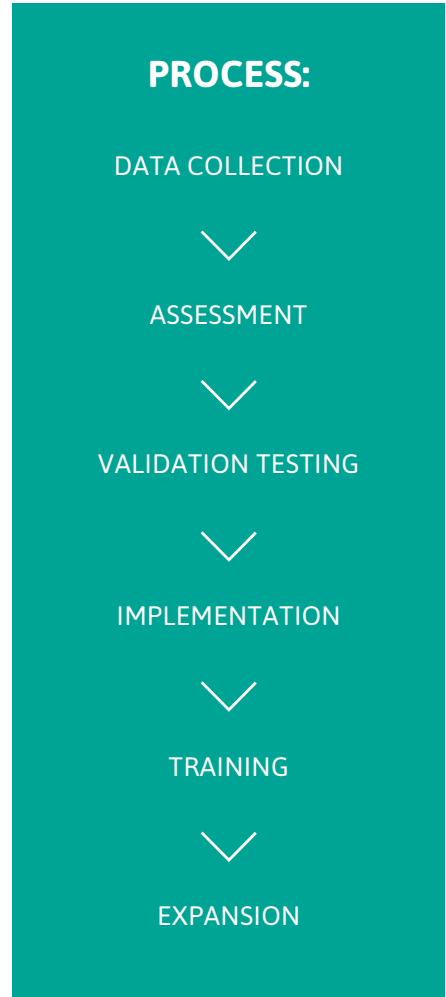 PROCESS:
DATA COLLECTION
ASSESSMENT
VALIDATION TESTING
IMPLEMENTATION
TRAINING
EXPANSION